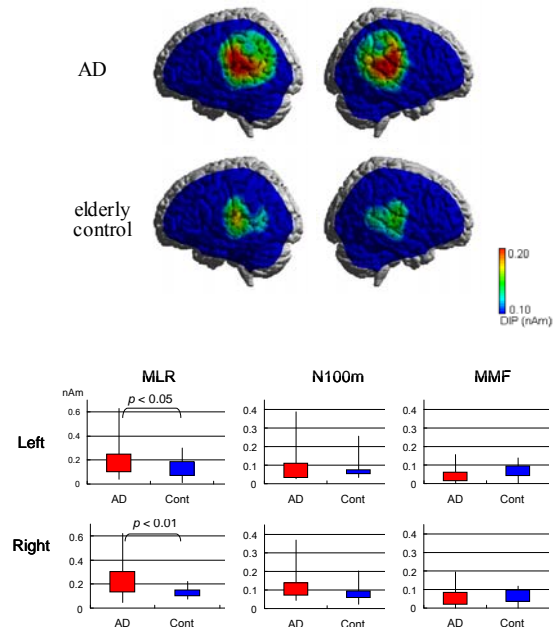 AD
elderly
control
0.20
0.10
DIP (nAm)
MLR N100m MMF
nAm
Left
0.6
0.4
0.2
0
p < 0.05
AD Cont
0.4
0.3
0.2
0.1
0
AD Cont
0.4
0.3
0.2
0.1
0
AD Cont
Right
0.6
0.4
0.2
0
p < 0.01
AD Cont
0.4
0.3
0.2
0.1
0
AD Cont
0.4
0.3
0.2
0.1
0
AD Cont